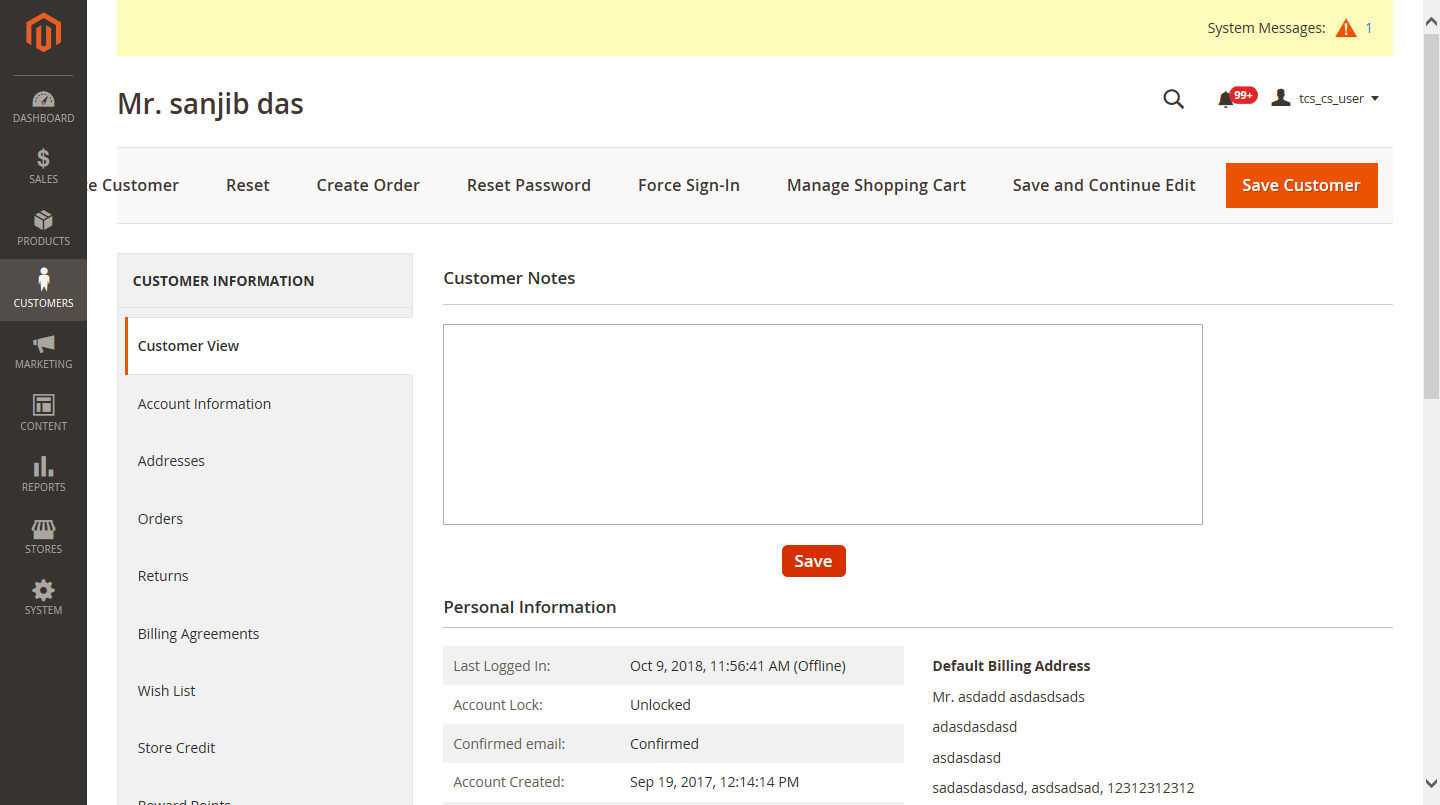 System Messages: 1
Mr. sanjib das
99+
tcs_cs_user
DASHBOARD
SALES
PRODUCTS
CUSTOMERS
MARKETING
CONTENT
REPORTS
STORES
SYSTEM
Customer Reset Create Order Reset Password Force Sign-In Manage Shopping Cart Save and Continue Edit Save Customer
CUSTOMER INFORMATION
Customer View
Account Information
Addresses
Orders
Returns
Billing Agreements
Wish List
Store Credit
Reward Points
Customer Notes
Save
Personal Information
Last Logged In: Oct 9, 2018, 11:56:41 AM (Offline)
Account Lock: Unlocked
Confirmed email: Confirmed
Account Created: Sep 19, 2017, 12:14:14 PM
Default Billing Address
Mr. asdadd asdasdsads
adasdasdasd
asdasdasd
sadasdasdasd, asdsadsad, 12312312312